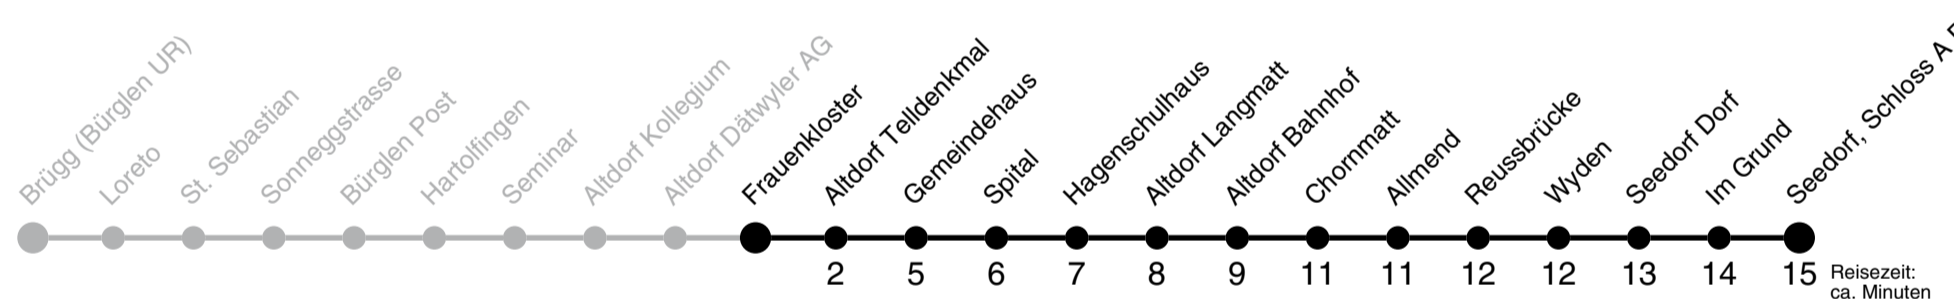 Brügg (Bürglen UR)
Loreto
St. Sebastian
Sonneggstrasse
Bürglen Post
Hartolfingen
Seminar
Altdorf Kollegium
Altdorf Dätwyler AG
Frauenkloster
Altdorf Telldenkmal
Gemeindehaus
Spital
Hagenschulhaus
Altdorf Langmatt
Altdorf Bahnhof
Chornmatt
Allmend
Reussbrücke
Wyden
Seedorf Dorf
Im Grund
Seedorf, Schloss A
2 5 6 7 8 9 11 11 12 12 13 14 15
Reisezeit:
ca. Minuten